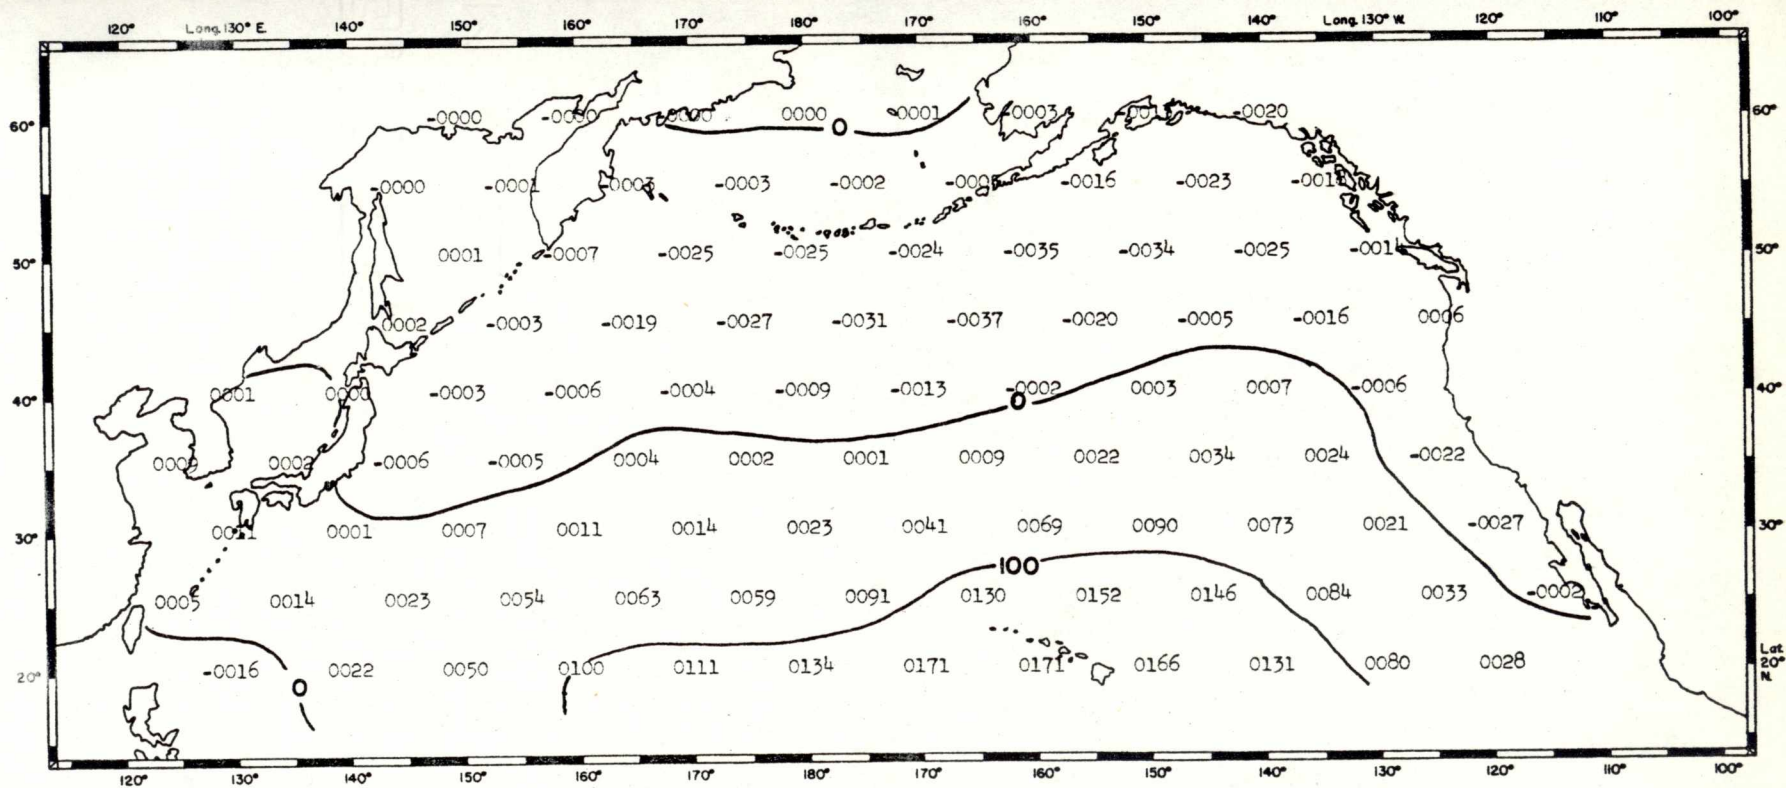 120° Long. 130° E. 140° 150° 160° 170° 180° 170° 160° 150° 140° Long. 130° W. 120° 110° 100°
60° -0000 -0000 -0000 0000 0001 -0003 -0020 60°
0
-0000 -0001 -0003 -0003 -0002 -0016 -0023
50° 0001 -0007 -0025 -0025 -0024 -0035 -0034 -0025 -0014 50°
0002 -0003 -0019 -0027 -0031 -0037 -0020 -0005 -0016 0006
40° 0001 0000 -0003 -0006 -0004 -0009 -0013 -0002 0003 0007 -0006 40°
0
0009 0002 -0006 -0005 0004 0002 0001 0009 0022 0034 0024 -0022
30° 0011 0001 0007 0011 0014 0023 0041 0069 0090 0073 0021 -0027 30°
100
0005 0014 0023 0054 0063 0059 0091 0130 0152 0146 0084 0033 -0002
20° -0016 0022 0050 0100 0111 0134 0171 0171 0166 0131 0080 0028 Lat. 20° N.
0
120° 130° 140° 150° 160° 170° 180° 170° 160° 150° 140° 130° 120° 110° 100°